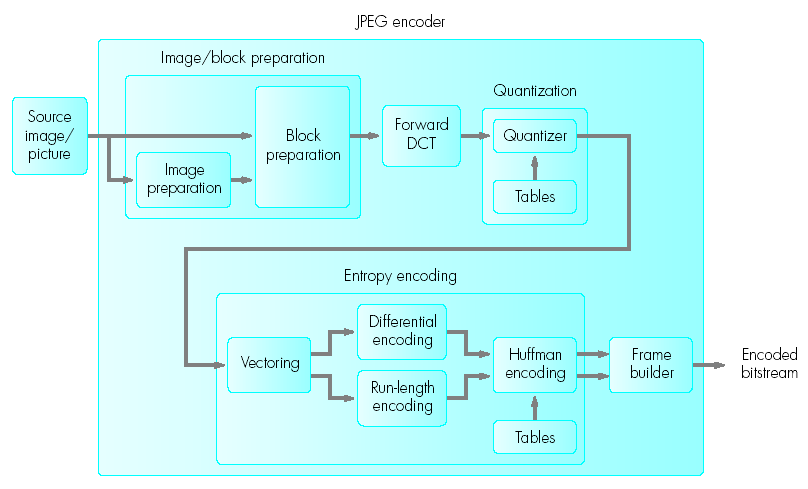 JPEG encoder
Image/block preparation
Source
image/
picture
Image
preparation
Block
preparation
Forward
DCT
Quantization
Quantizer
Tables
Entropy encoding
Vectoring
Differential
encoding
Run-length
encoding
Huffman
encoding
Tables
Frame
builder
Encoded
bitstream